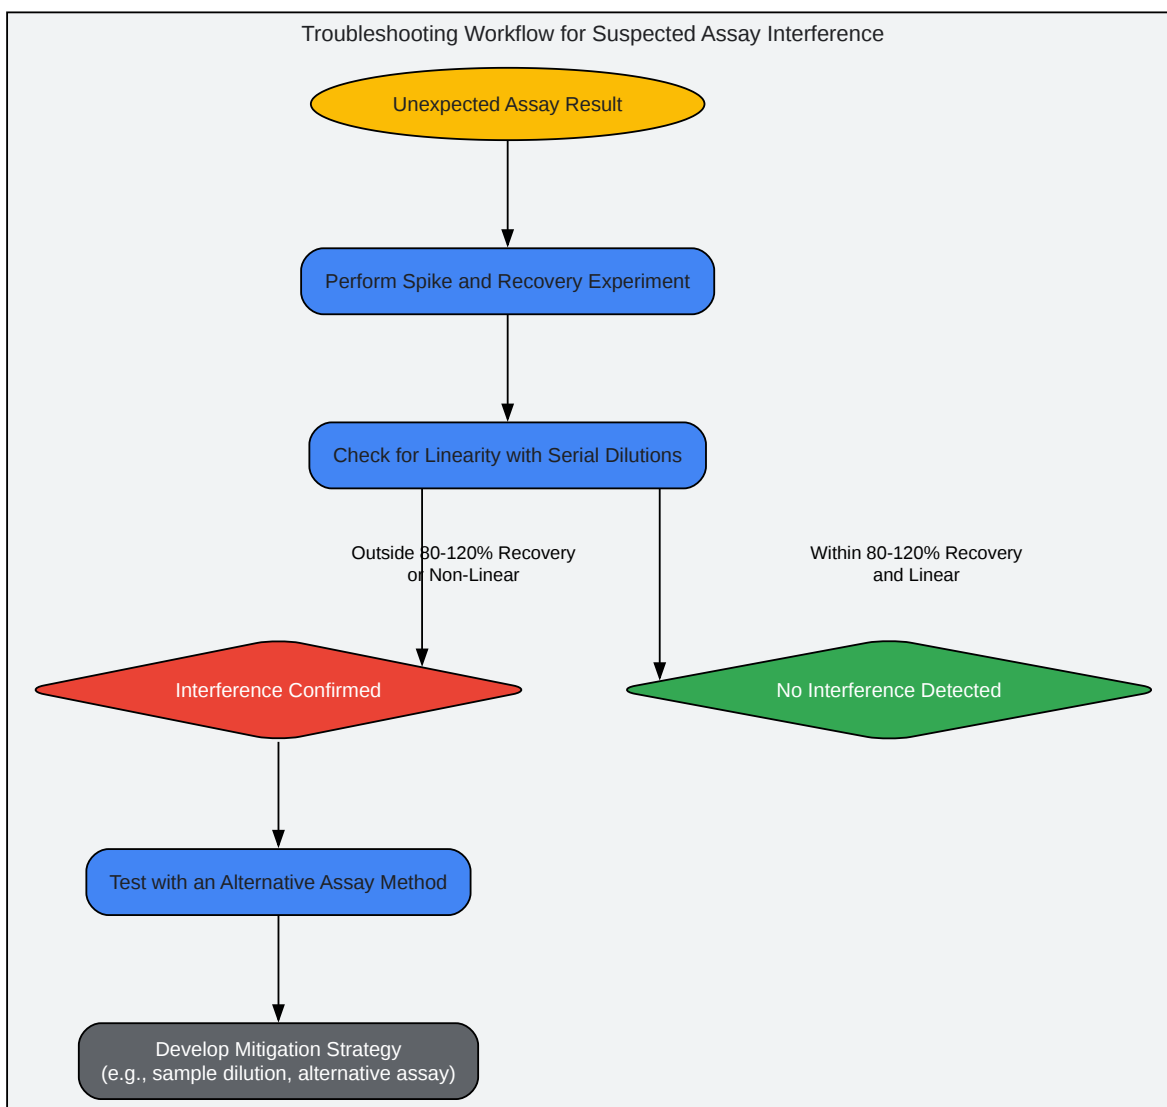 Troubleshooting Workflow for Suspected Assay Interference
Unexpected Assay Result
Perform Spike and Recovery Experiment
Check for Linearity with Serial Dilutions
Outside 80-120% Recovery
or Non-Linear
Within 80-120% Recovery
and Linear
Interference Confirmed
No Interference Detected
Test with an Alternative Assay Method
Develop Mitigation Strategy
(e.g., sample dilution, alternative assay)